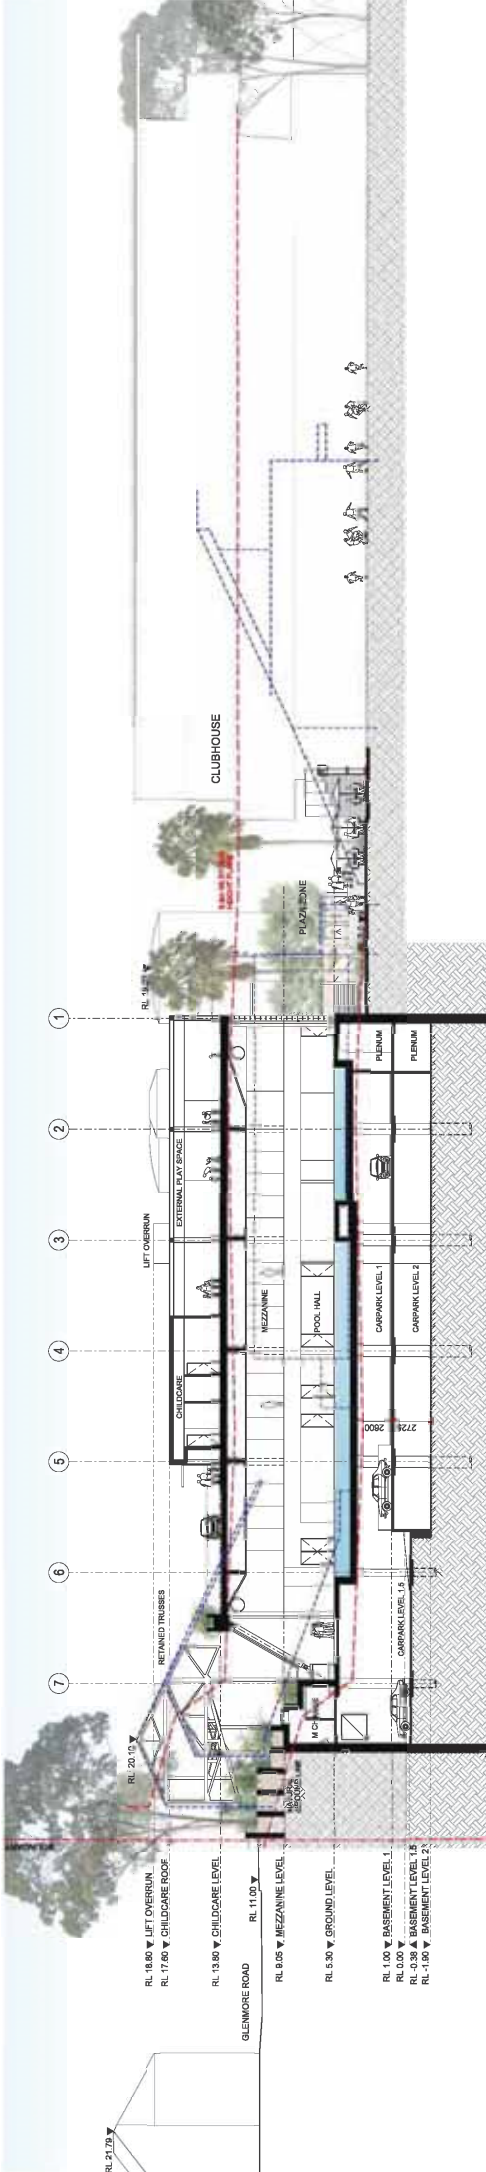 RL 21.79
GLENMORE ROAD
RL 11.00
RL 18.80 LIFT OVERRUN
RL 17.60 CHILDCARE ROOF
RL 13.80 CHILDCARE LEVEL
RL 9.05 MEZZANINE LEVEL
RL 5.30 GROUND LEVEL
RL 1.00 BASEMENT LEVEL 1
RL 0.00
RL -0.38 BASEMENT LEVEL 1.5
RL -1.90 BASEMENT LEVEL 2
RL 20.10
RETAINED TRUSSES
7
6
5
4
3
2
1
CARPARK LEVEL 1.5
CHILDCARE
EXTERNAL PLAY SPACE
LIFT OVERRUN
MEZZANINE
POOL HALL
2600
2725
CARPARK LEVEL 1
CARPARK LEVEL 2
PLENUM
PLENUM
PLAZA ZONE
CLUBHOUSE